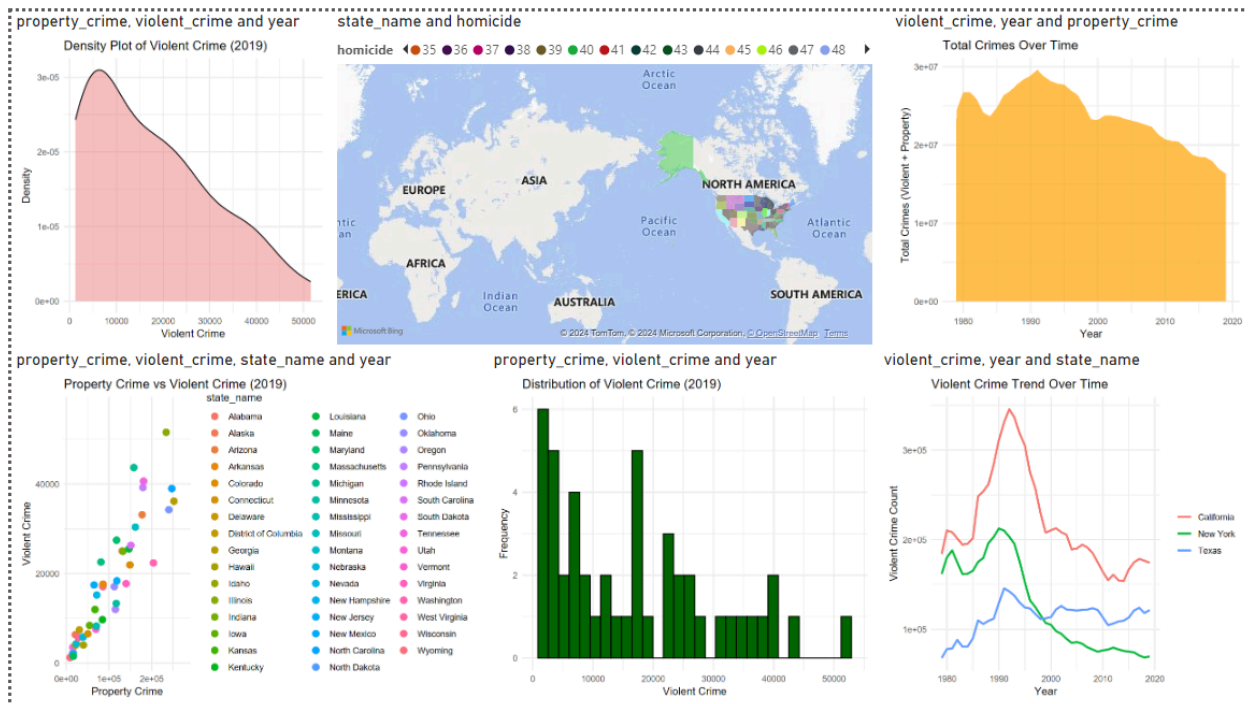 property_crime, violent_crime and year
Density Plot of Violent Crime (2019)
3e-05
2e-05
1e-05
0e+00
Density
0 10000 20000 30000 40000 50000
Violent Crime
state_name and homicide
homicide 35 36 37 38 39 40 41 42 43 44 45 46 47 48
Arctic
Ocean
EUROPE
ASIA
NORTH AMERICA
Pacific
Ocean
Atlantic
Ocean
ntic
an
AFRICA
ERICA
Indian
Ocean
AUSTRALIA
SOUTH AMERICA
Microsoft Bing
© 2024 TomTom, © 2024 Microsoft Corporation, © OpenStreetMap Terms
violent_crime, year and property_crime
Total Crimes Over Time
3e+07
2e+07
1e+07
0e+00
Total Crimes (Violent + Property)
1980 1990 2000 2010 2020
Year
property_crime, violent_crime, state_name and year
Property Crime vs Violent Crime (2019)
40000
20000
0
Violent Crime
0e+00 1e+05 2e+05
Property Crime
state_name
Alabama
Alaska
Arizona
Arkansas
Colorado
Connecticut
Delaware
District of Columbia
Georgia
Hawaii
Idaho
Illinois
Indiana
Iowa
Kansas
Kentucky
Louisiana
Maine
Maryland
Massachusetts
Michigan
Minnesota
Mississippi
Missouri
Montana
Nebraska
Nevada
New Hampshire
New Jersey
New Mexico
North Carolina
North Dakota
Ohio
Oklahoma
Oregon
Pennsylvania
Rhode Island
South Carolina
South Dakota
Tennessee
Utah
Vermont
Virginia
Washington
West Virginia
Wisconsin
Wyoming
property_crime, violent_crime and year
Distribution of Violent Crime (2019)
6
4
2
0
Frequency
0 10000 20000 30000 40000 50000
Violent Crime
violent_crime, year and state_name
Violent Crime Trend Over Time
3e+05
2e+05
1e+05
Violent Crime Count
1980 1990 2000 2010 2020
Year
California
New York
Texas